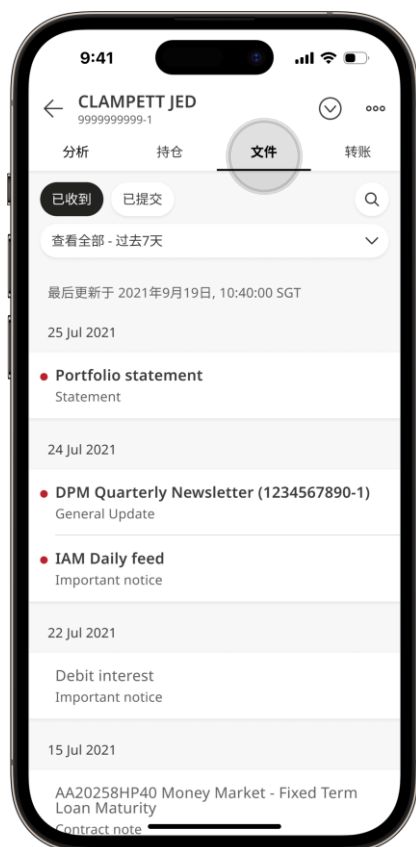 9:41
CLAMPETT JED
9999999999-1
分析 持仓 文件 转账
已收到 已提交
查看全部 - 过去7天
最后更新于 2021年9月19日, 10:40:00 SGT
25 Jul 2021
Portfolio statement
Statement
24 Jul 2021
DPM Quarterly Newsletter (1234567890-1)
General Update
IAM Daily feed
Important notice
22 Jul 2021
Debit interest
Important notice
15 Jul 2021
AA20258HP40 Money Market - Fixed Term
Loan Maturity
Contract note